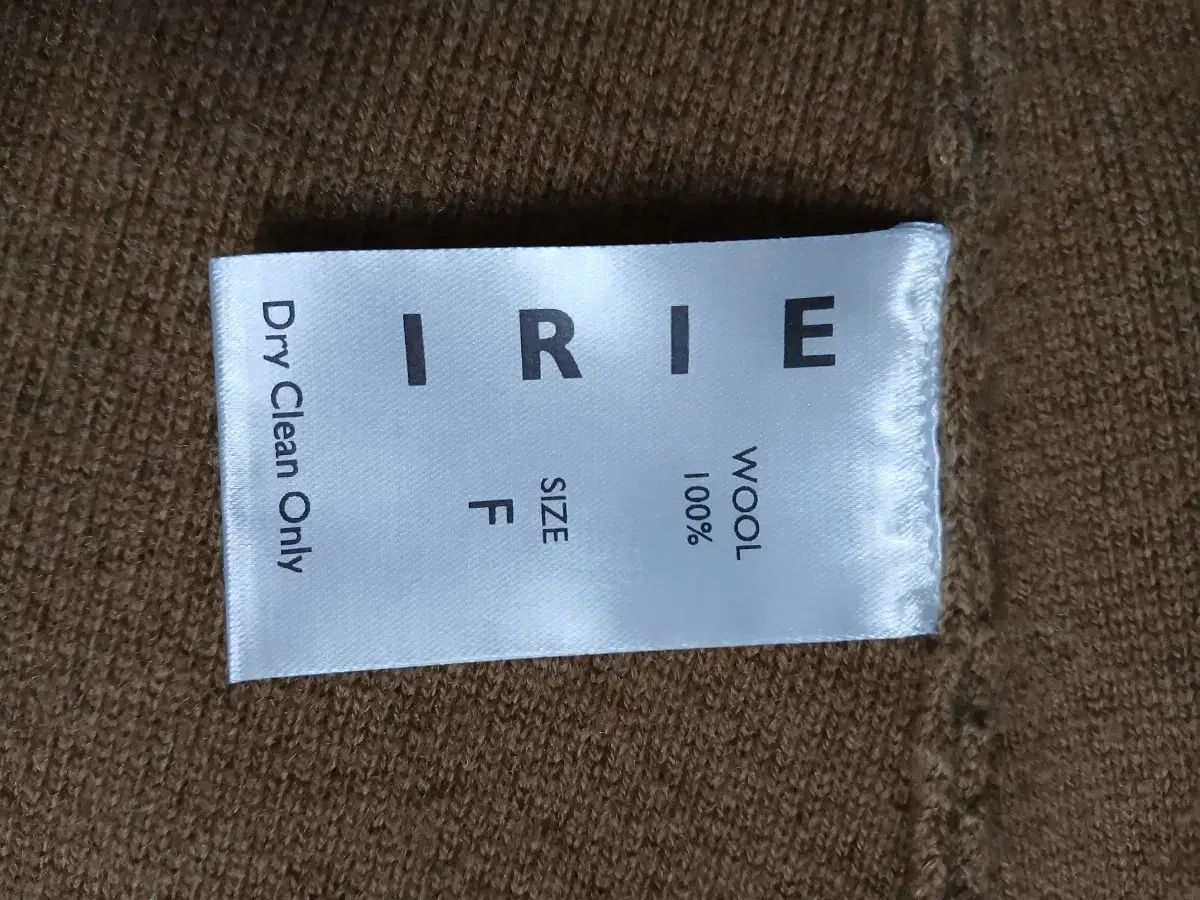 IRIE
WOOL
100%
SIZE
F
Dry Clean Only